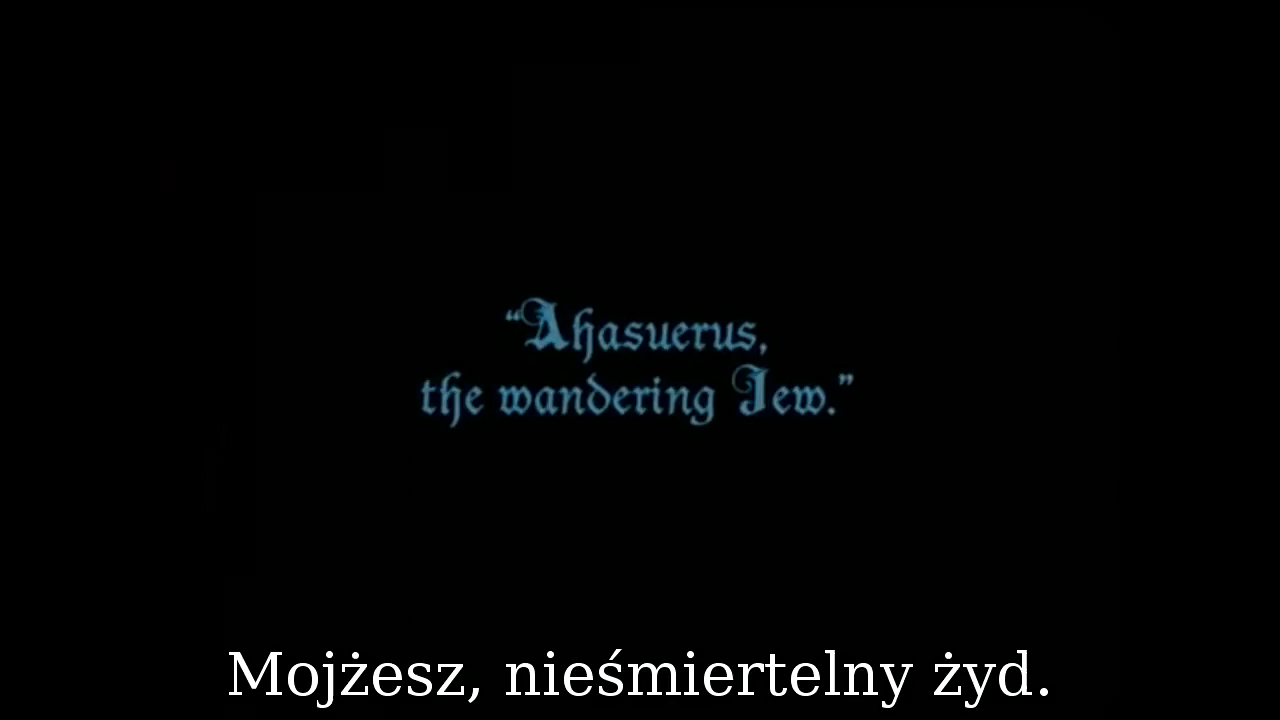 “Ahasuerus,
the wandering Jew.”
Mojżesz, nieśmiertelny żyd.